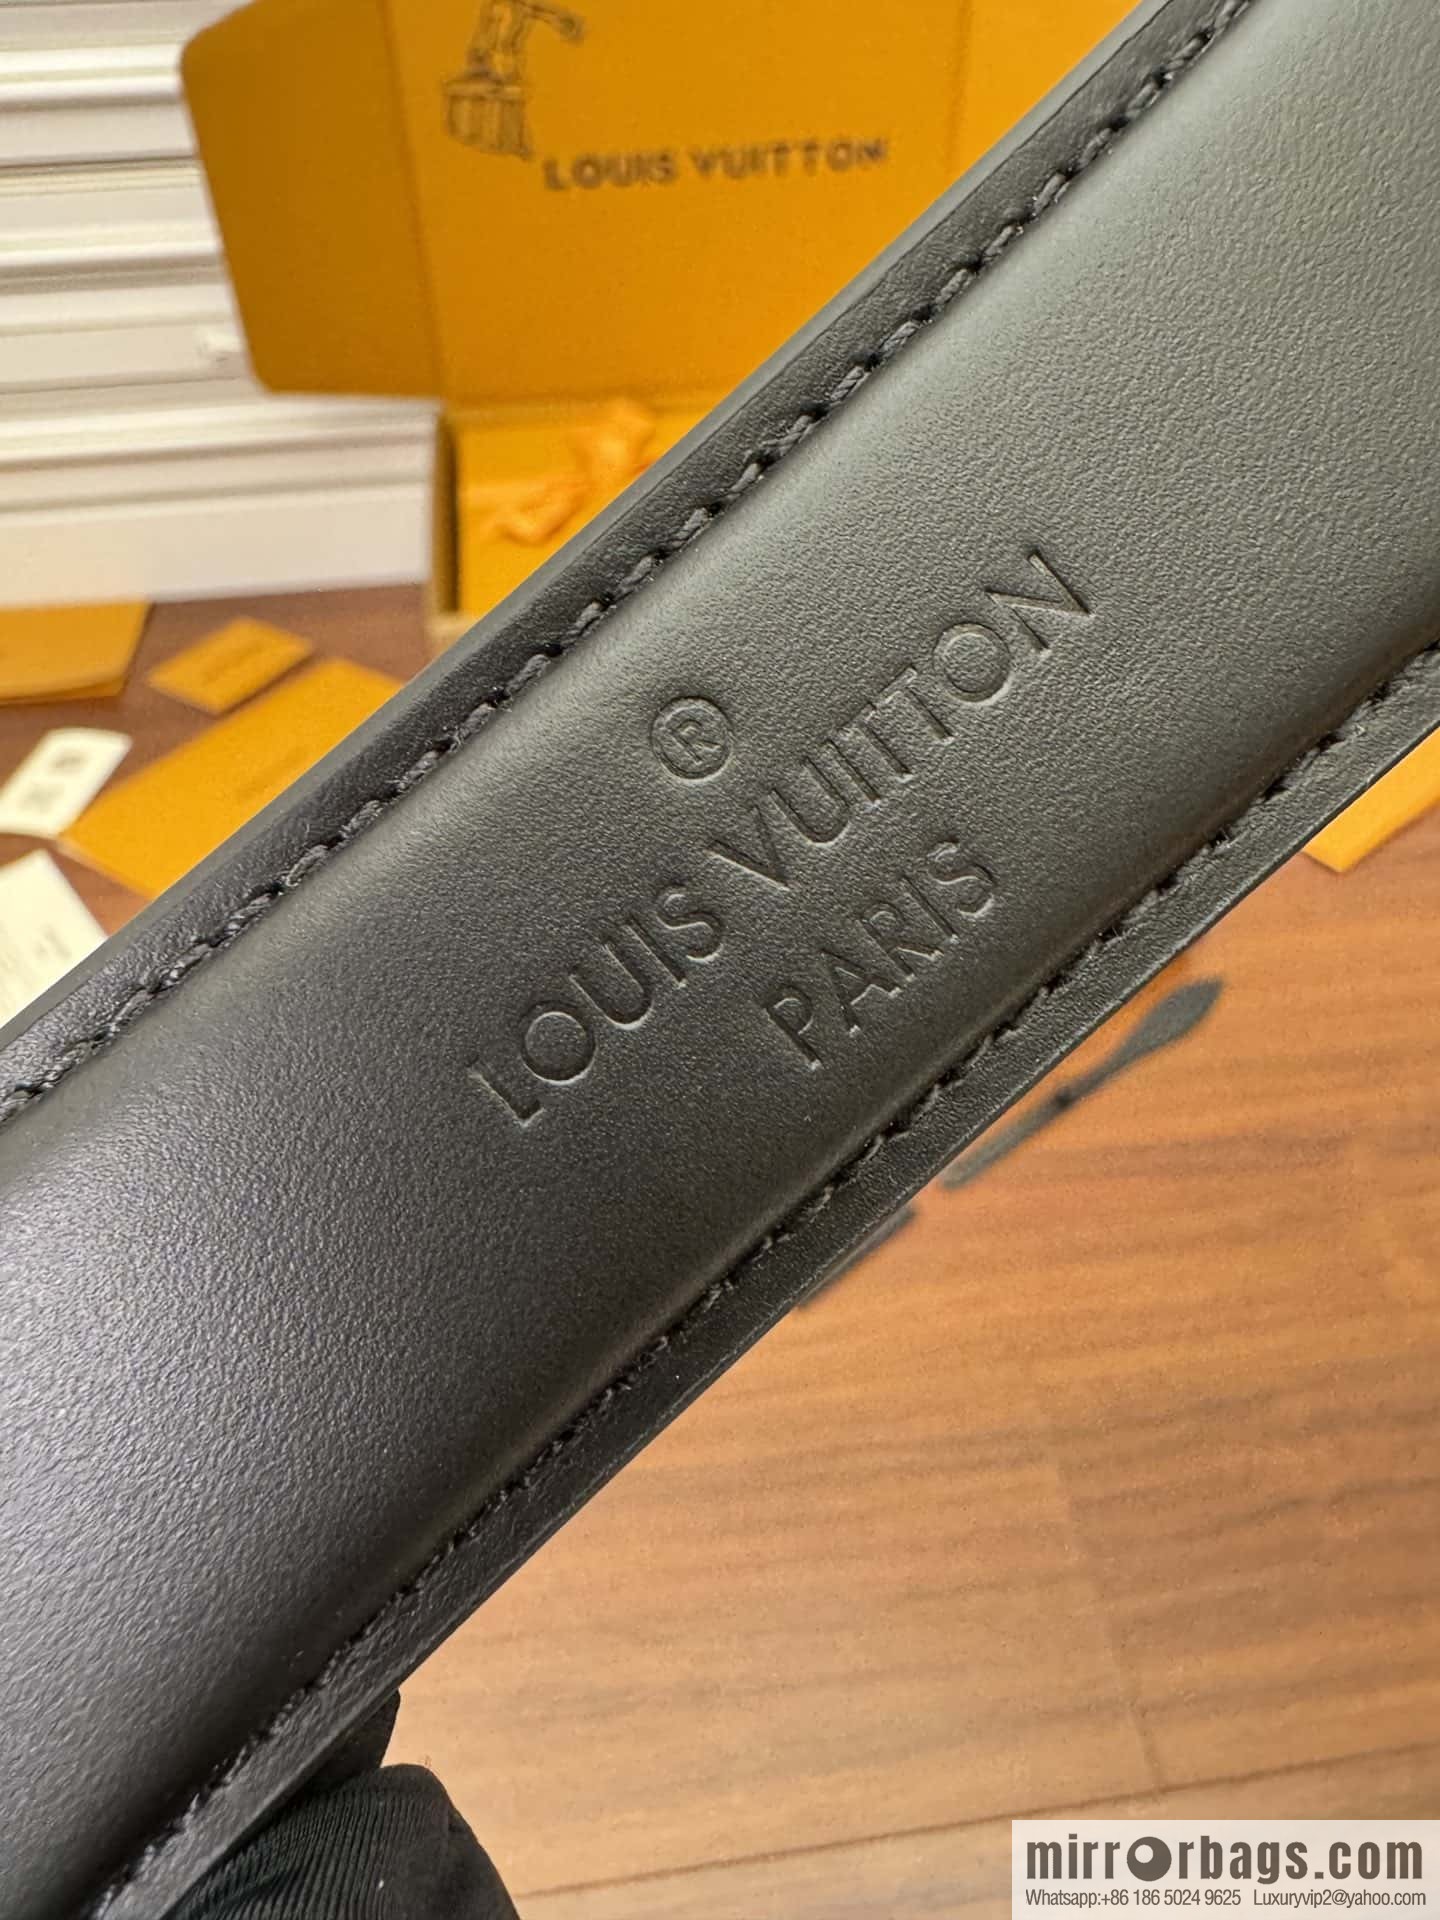 LOUIS VUITTON
®
LOUIS VUITTON
PARIS
mirrorbags.com
Whatsapp:+86 186 5024 9625 Luxuryvip2@yahoo.com